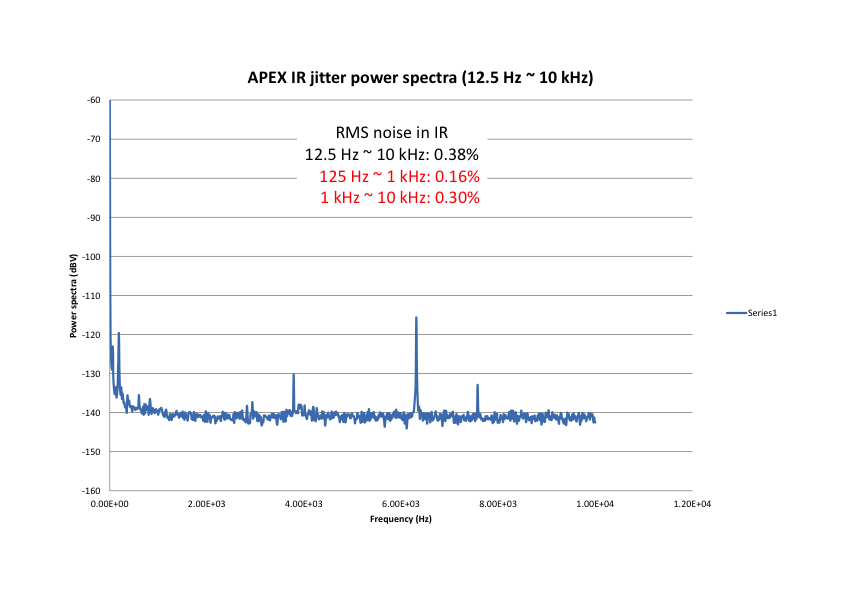 APEX IR jitter power spectra (12.5 Hz ~ 10 kHz)
-60
-70
-80
-90
-100
-110
-120
-130
-140
-150
-160
Power spectra (dBV)
RMS noise in IR
12.5 Hz ~ 10 kHz: 0.38%
125 Hz ~ 1 kHz: 0.16%
1 kHz ~ 10 kHz: 0.30%
Series1
0.00E+00 2.00E+03 4.00E+03 6.00E+03 8.00E+03 1.00E+04 1.20E+04
Frequency (Hz)